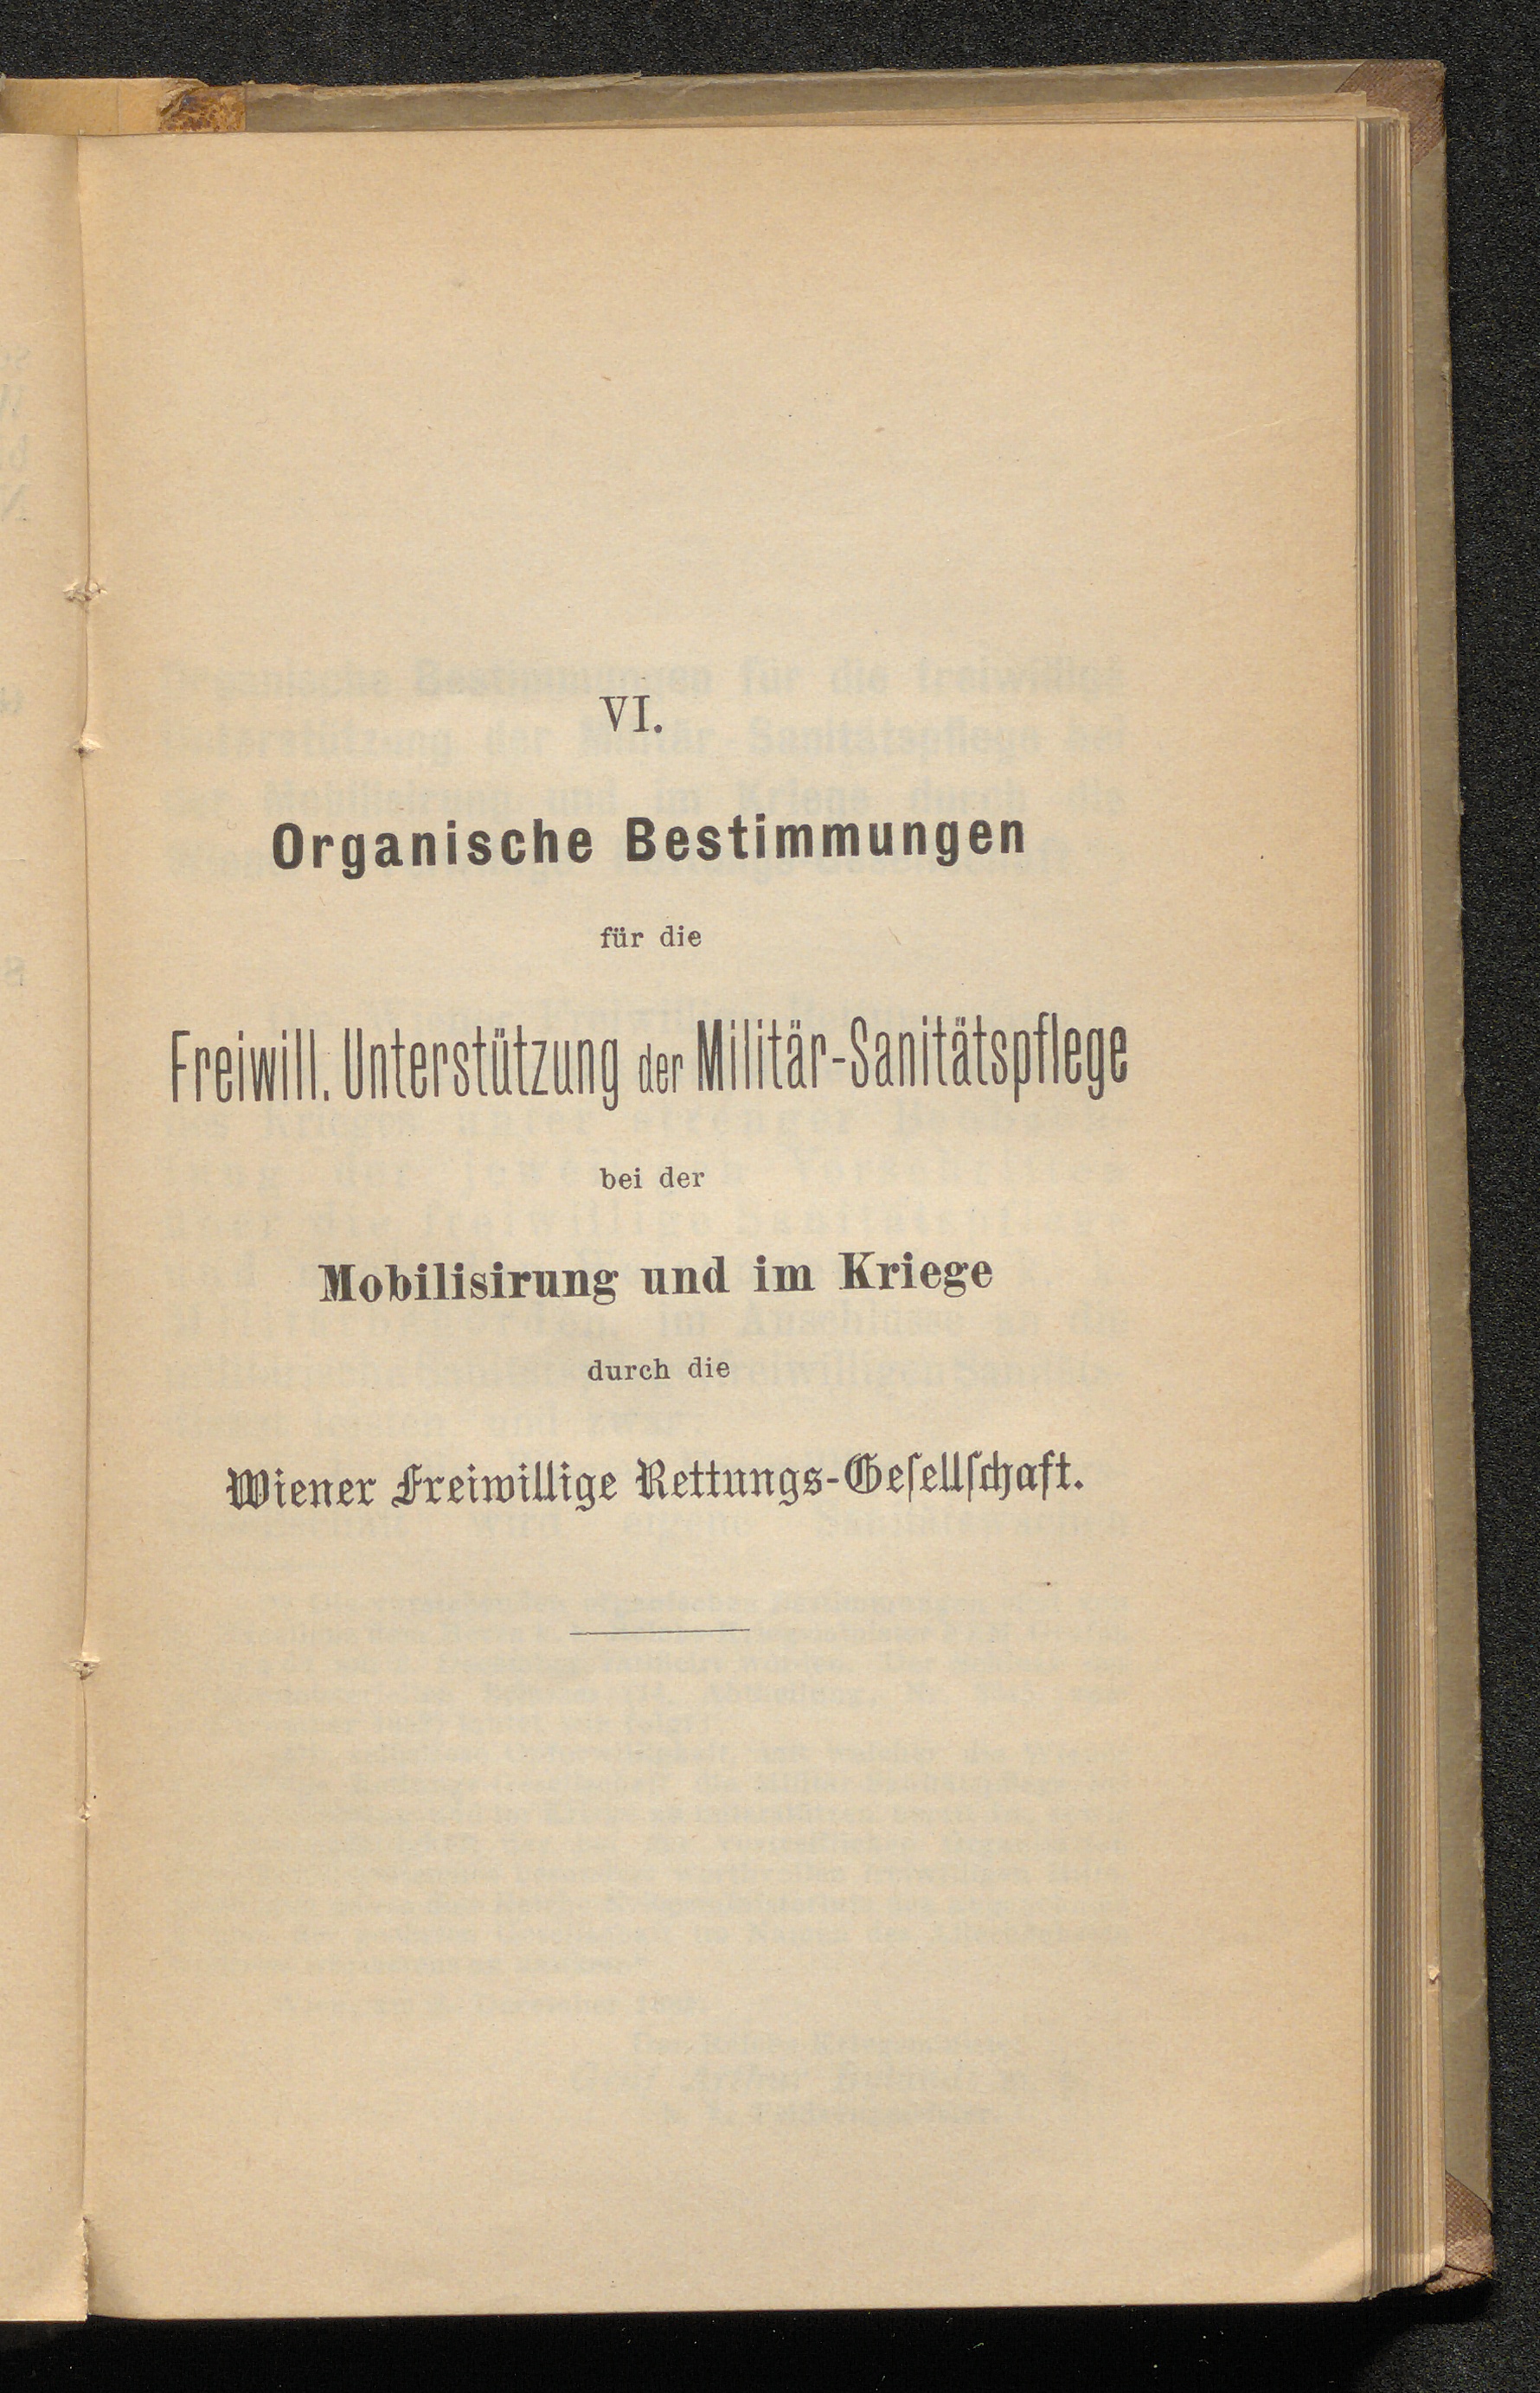 VI.
Organische Bestimmungen
für die
Freiwill. Unterstützung der Militär-Sanitätspflege
bei der
Mobilisirung und im Kriege
durch die
Wiener Freiwillige Rettungs-Geſellſchaft.